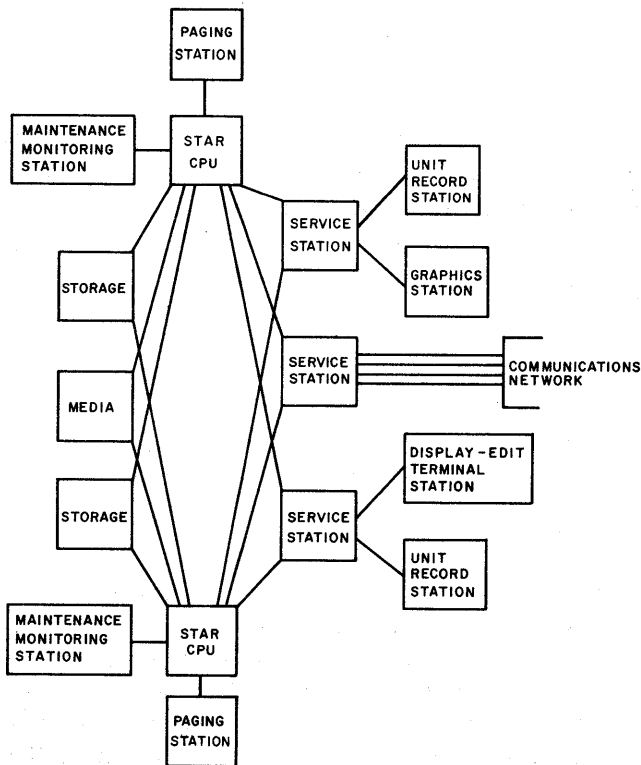 PAGING
STATION
MAINTENANCE
MONITORING
STATION
STAR
CPU
UNIT
RECORD
STATION
SERVICE
STATION
STORAGE
GRAPHICS
STATION
SERVICE
STATION
COMMUNICATIONS
NETWORK
MEDIA
DISPLAY-EDIT
TERMINAL
STATION
STORAGE
SERVICE
STATION
UNIT
RECORD
STATION
MAINTENANCE
MONITORING
STATION
STAR
CPU
PAGING
STATION